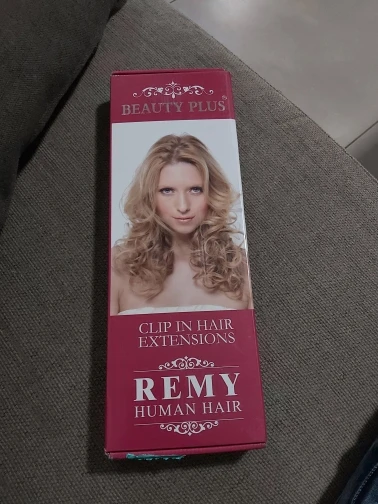 BEAUTY PLUS
CLIP IN HAIR
EXTENSIONS
REMY
HUMAN HAIR